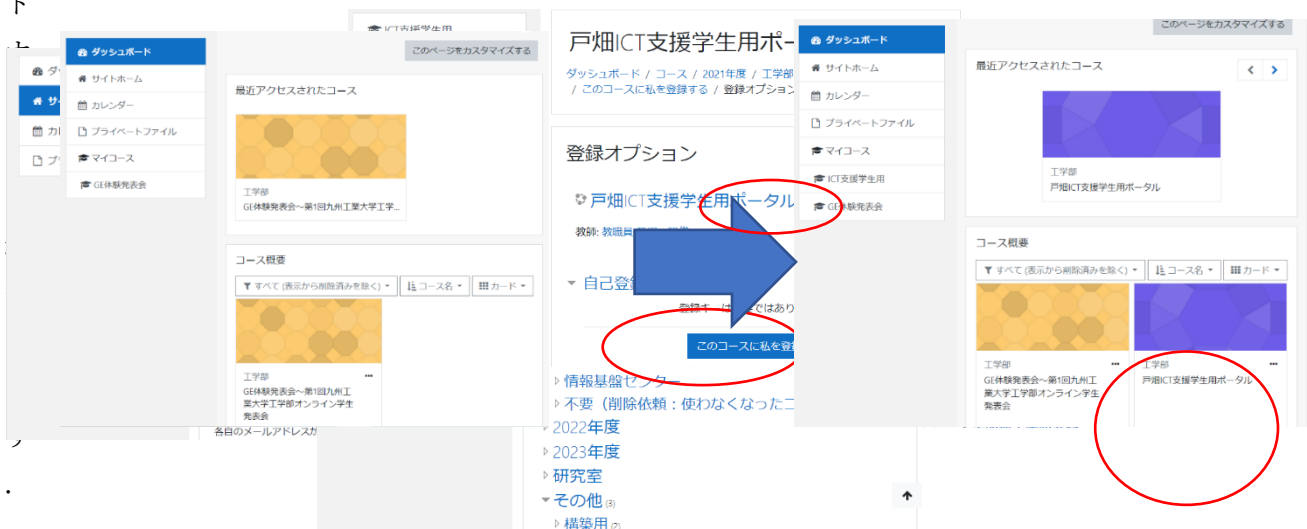 ト
ICT支援学生用
ダッシュボード
サイトホーム
カレンダー
プライベートファイル
マイコース
GE体験発表会
このページをカスタマイズする
最近アクセスされたコース
工学部
GE体験発表会~第1回九州工業大学工学...
コース概要
すべて (表示から削除済みを除く)
コース名
カード
工学部
GE体験発表会~第1回九州工
業大学工学部オンライン学生
発表会
各自のメールアドレスが
戸畑ICT支援学生用ポー
ダッシュボード / コース / 2021年度 / 工学部
/ このコースに私を登録する / 登録オプション
登録オプション
戸畑ICT支援学生用ポータル
教師: 教職員
自己登
このコースに私を登
情報基盤センター
不要(削除依頼:使わなくなったコ
2022年度
2023年度
研究室
その他 (3)
構築用 (2)
このページをカスタマイズする
ダッシュボード
サイトホーム
カレンダー
プライベートファイル
マイコース
ICT支援学生用
GE体験発表会
最近アクセスされたコース
工学部
戸畑ICT支援学生用ポータル
コース概要
すべて (表示から削除済みを除く)
コース名
カード
工学部
GE体験発表会~第1回九州工
業大学工学部オンライン学生
発表会
工学部
戸畑ICT支援学生用ポータル